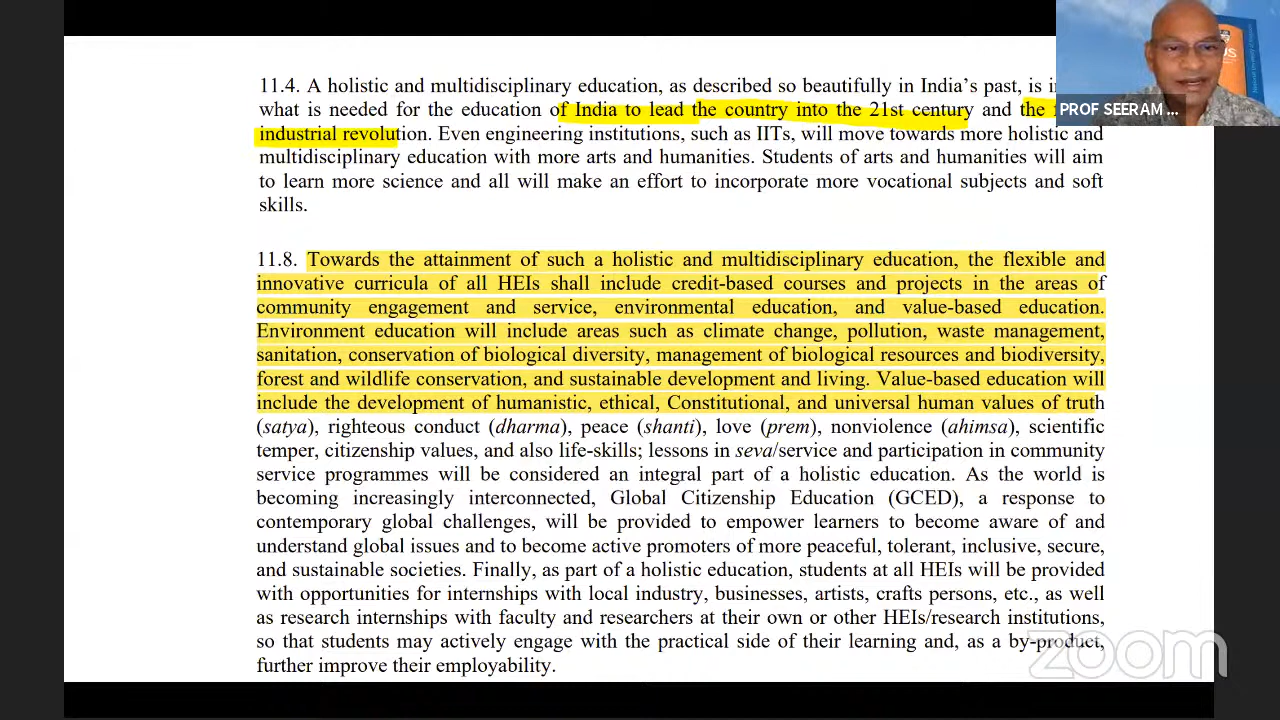 11.4. A holistic and multidisciplinary education, as described so beautifully in India's past, is
what is needed for the education of India to lead the country into the 21st century and the
industrial revolution. Even engineering institutions, such as IITs, will move towards more holistic and
multidisciplinary education with more arts and humanities. Students of arts and humanities will aim
to learn more science and all will make an effort to incorporate more vocational subjects and soft
skills.
11.8. Towards the attainment of such a holistic and multidisciplinary education, the flexible and
innovative curricula of all HEIs shall include credit-based courses and projects in the areas of
community engagement and service, environmental education, and value-based education.
Environment education will include areas such as climate change, pollution, waste management,
sanitation, conservation of biological diversity, management of biological resources and biodiversity,
forest and wildlife conservation, and sustainable development and living. Value-based education will
include the development of humanistic, ethical, Constitutional, and universal human values of truth
(satya), righteous conduct (dharma), peace (shanti), love (prem), nonviolence (ahimsa), scientific
temper, citizenship values, and also life-skills; lessons in seva/service and participation in community
service programmes will be considered an integral part of a holistic education. As the world is
becoming increasingly interconnected, Global Citizenship Education (GCED), a response to
contemporary global challenges, will be provided to empower learners to become aware of and
understand global issues and to become active promoters of more peaceful, tolerant, inclusive, secure,
and sustainable societies. Finally, as part of a holistic education, students at all HEIs will be provided
with opportunities for internships with local industry, businesses, artists, crafts persons, etc., as well
as research internships with faculty and researchers at their own or other HEIs/research institutions,
so that students may actively engage with the practical side of their learning and, as a by-product,
further improve their employability.
PROF SEERAM ...
zoom